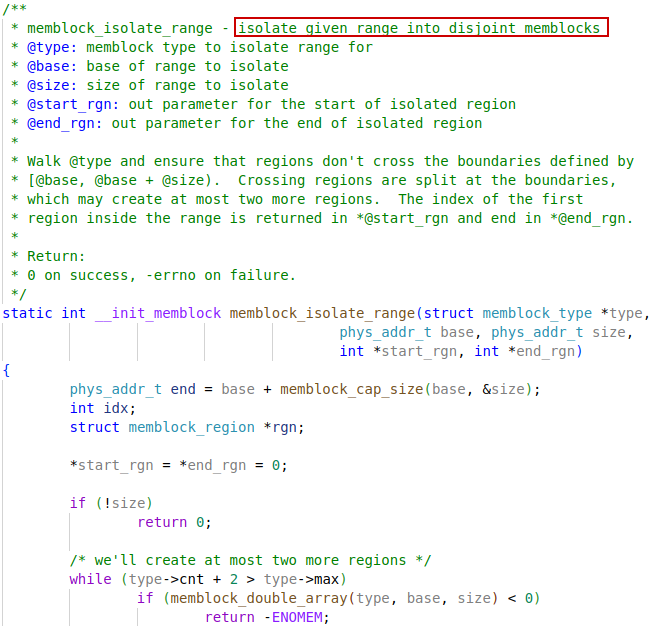 /**
 * memblock_isolate_range - isolate given range into disjoint memblocks
 * @type: memblock type to isolate range for
 * @base: base of range to isolate
 * @size: size of range to isolate
 * @start_rgn: out parameter for the start of isolated region
 * @end_rgn: out parameter for the end of isolated region
 *
 * Walk @type and ensure that regions don't cross the boundaries defined by
 * [@base, @base + @size).  Crossing regions are split at the boundaries,
 * which may create at most two more regions.  The index of the first
 * region inside the range is returned in *@start_rgn and end in *@end_rgn.
 *
 * Return:
 * 0 on success, -errno on failure.
 */
static int __init_memblock memblock_isolate_range(struct memblock_type *type,
					phys_addr_t base, phys_addr_t size,
					int *start_rgn, int *end_rgn)
{
	phys_addr_t end = base + memblock_cap_size(base, &size);
	int idx;
	struct memblock_region *rgn;

	*start_rgn = *end_rgn = 0;

	if (!size)
		return 0;

	/* we'll create at most two more regions */
	while (type->cnt + 2 > type->max)
		if (memblock_double_array(type, base, size) < 0)
			return -ENOMEM;